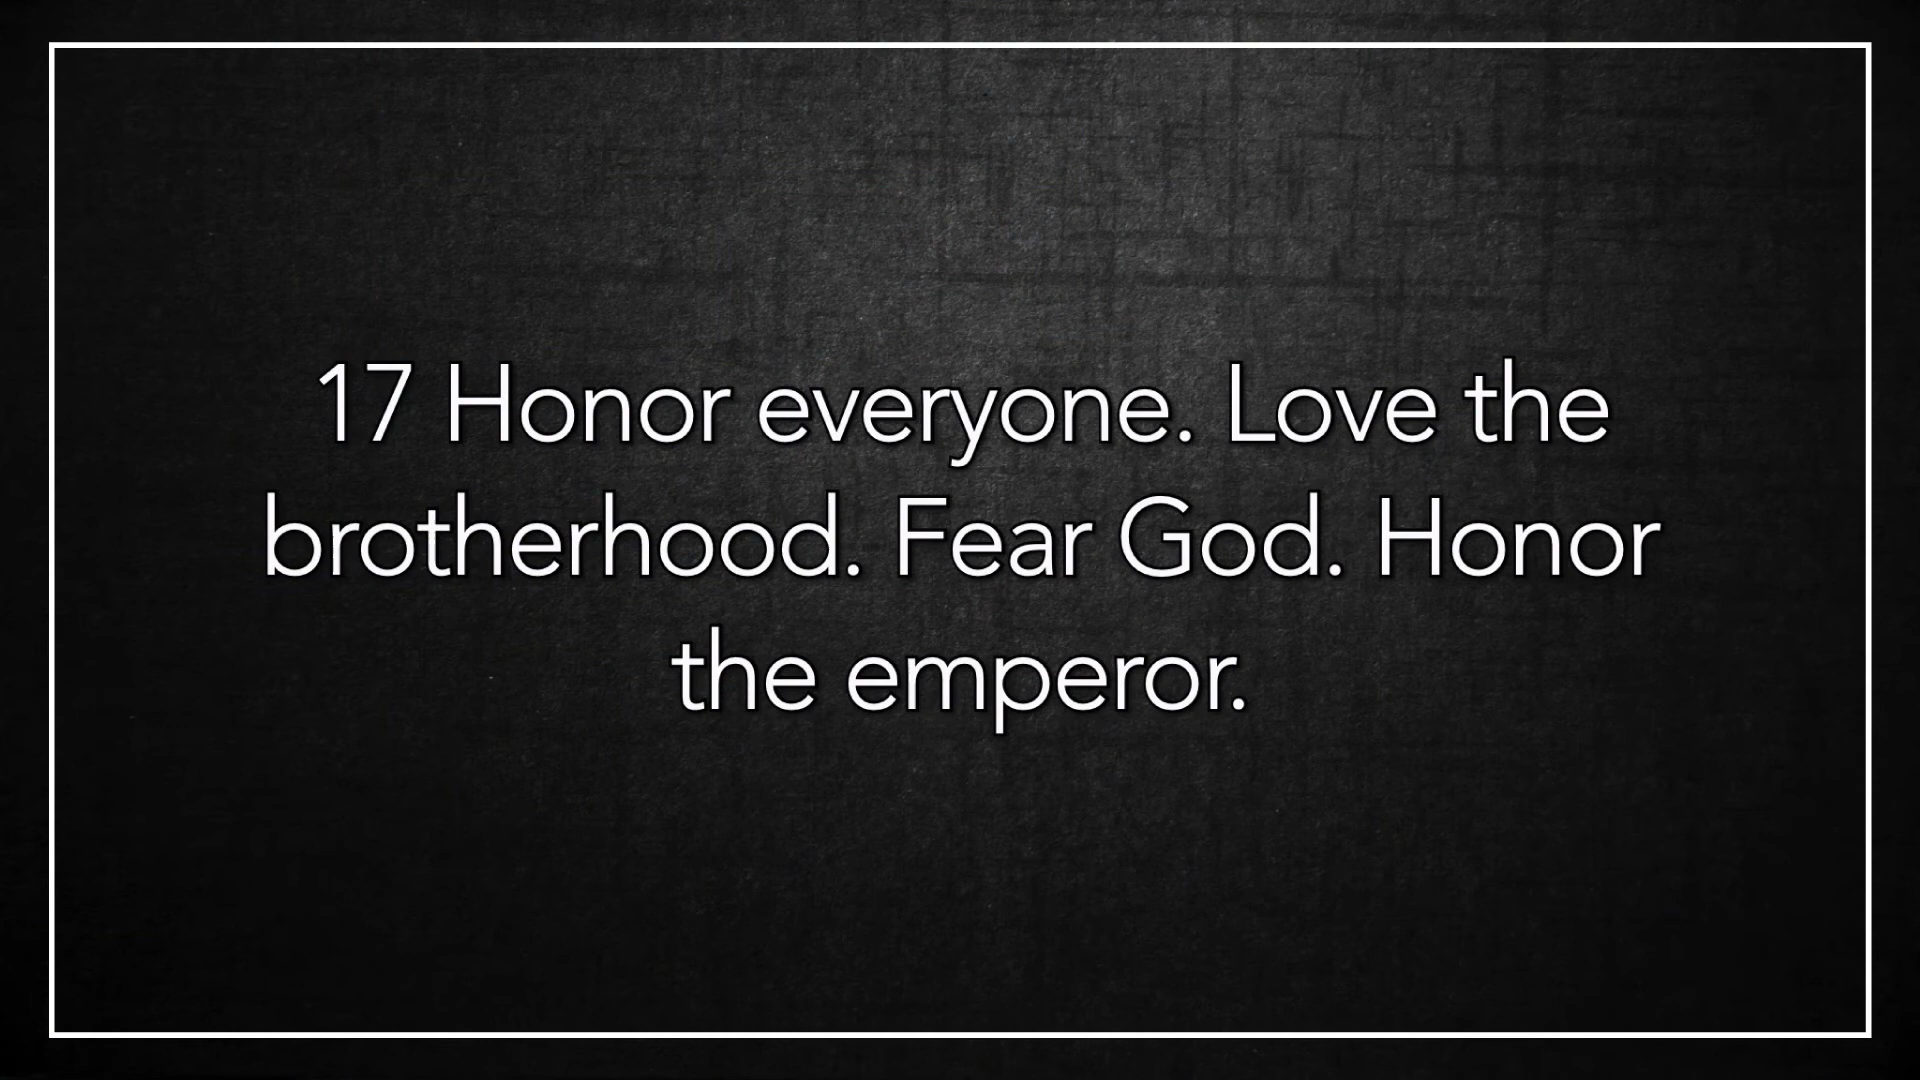 17 Honor everyone. Love the
brotherhood. Fear God. Honor
the emperor.